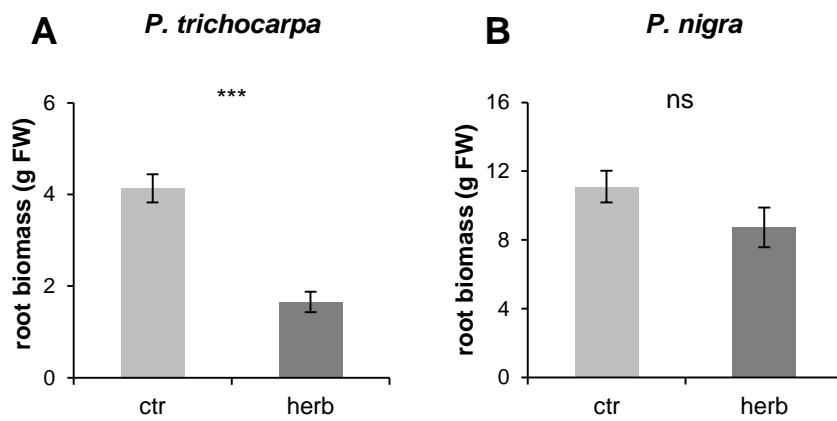 A
P. trichocarpa
***
root biomass (g FW)
6
4
2
0
ctr herb
B
P. nigra
ns
root biomass (g FW)
16
12
8
4
0
ctr herb